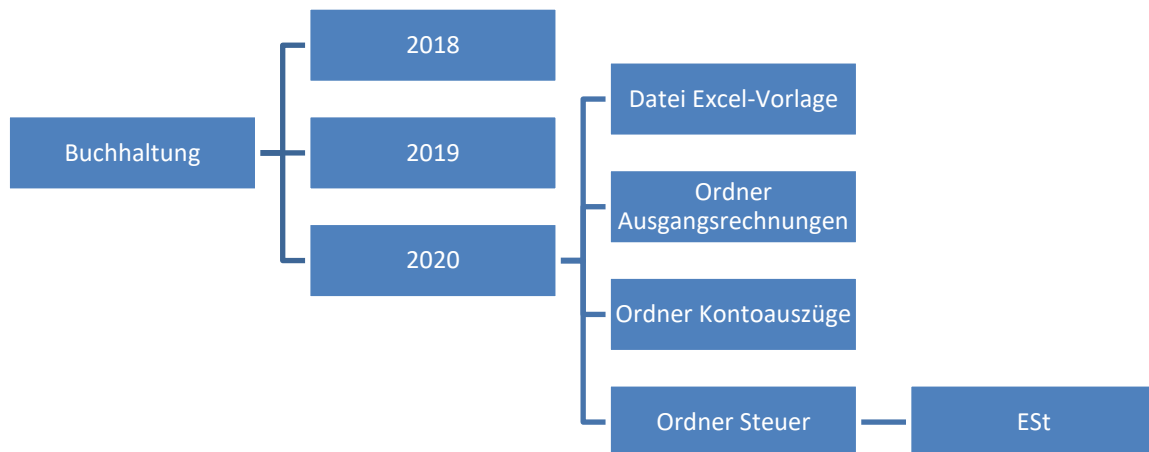 Buchhaltung
2018
2019
2020
Datei Excel-Vorlage
Ordner
Ausgangsrechnungen
Ordner Kontoauszüge
Ordner Steuer
ESt